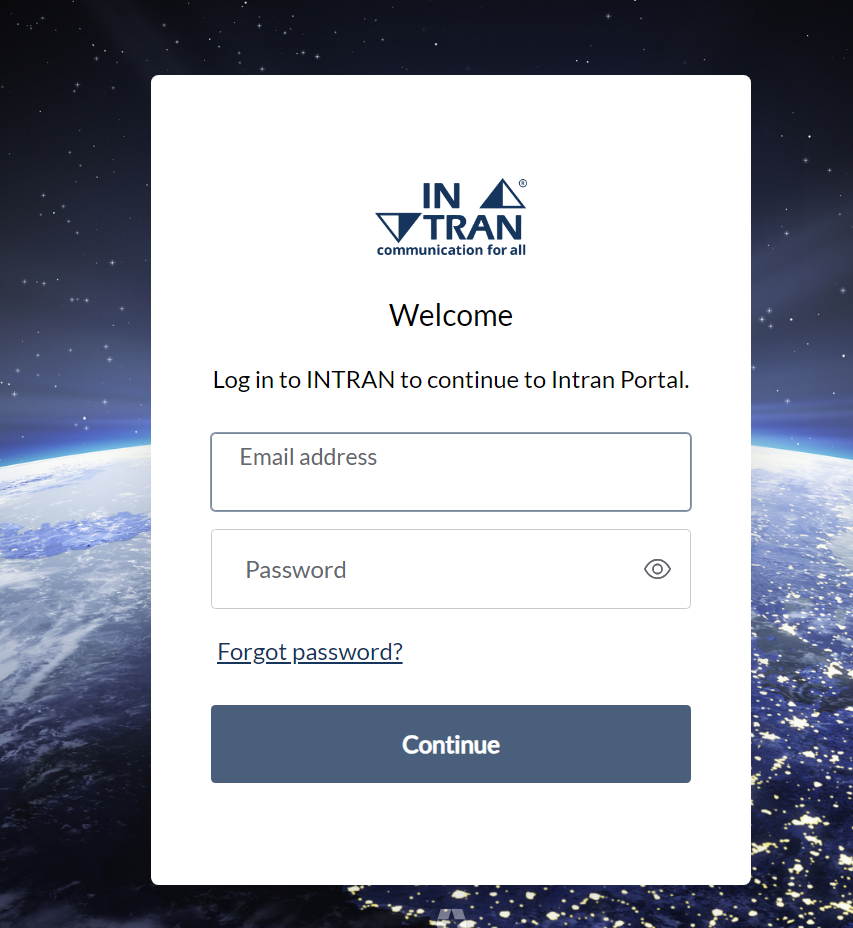 IN ®
TRAN
communication for all
Welcome
Log in to INTRAN to continue to Intran Portal.
Email address
Password
Forgot password?
Continue